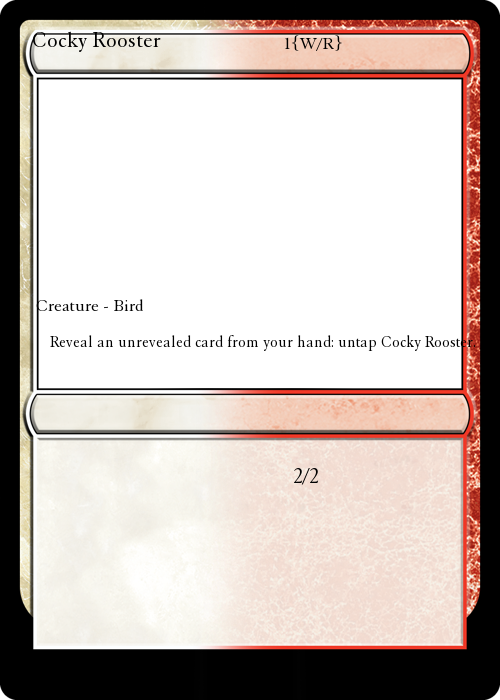 Cocky Rooster 1{W/R}
Creature - Bird
Reveal an unrevealed card from your hand: untap Cocky Rooster.
2/2